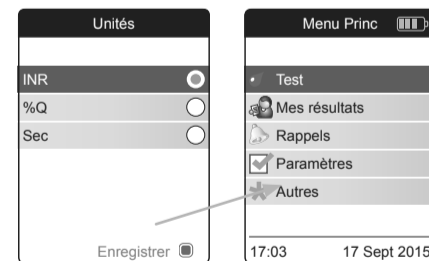 Unités
INR
%Q
Sec
Enregistrer
Menu Princ
Test
Mes résultats
Rappels
Paramètres
Autres
17:03 17 Sept 2015